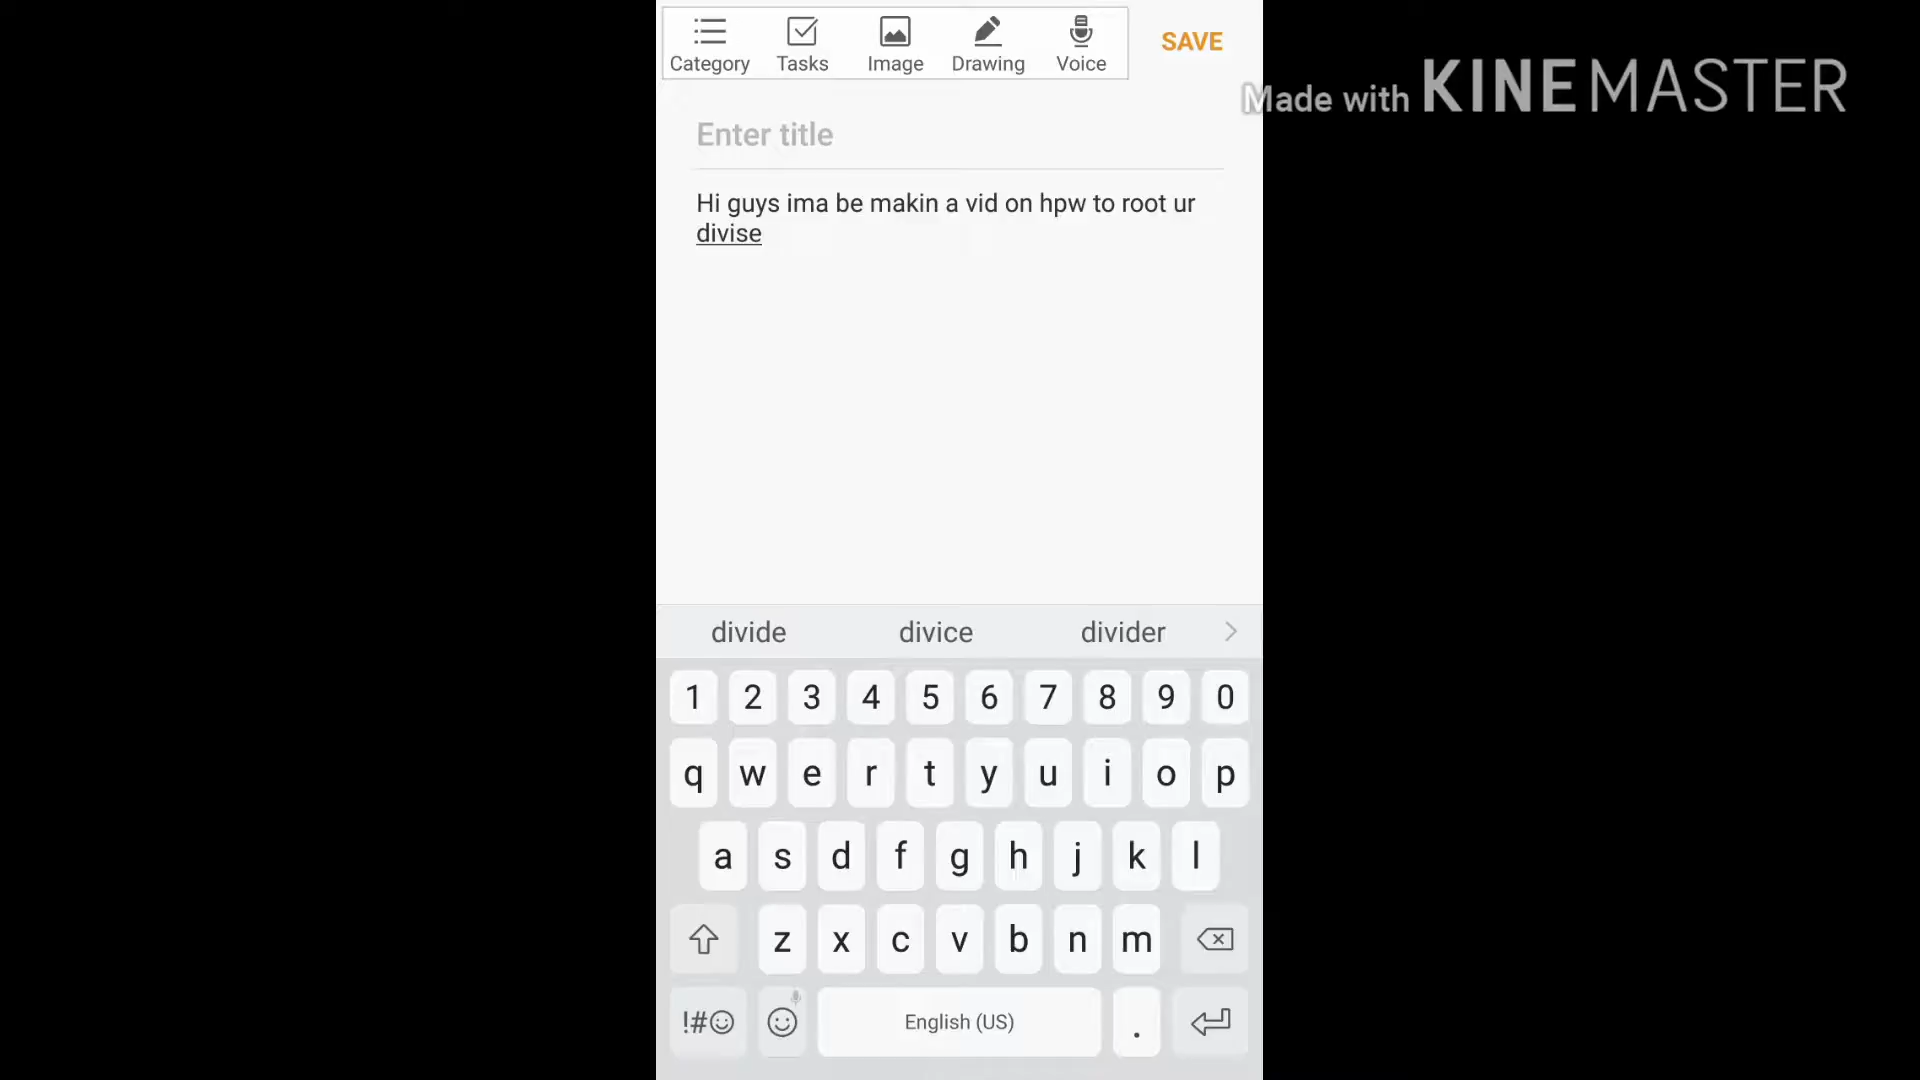 Category Tasks Image Drawing Voice SAVE
Made with KINEMASTER
Enter title
Hi guys ima be makin a vid on hpw to root ur
divise
divide divice divider
1 2 3 4 5 6 7 8 9 0
q w e r t y u i o p
a s d f g h j k l
z x c v b n m
!#☺ English (US) .